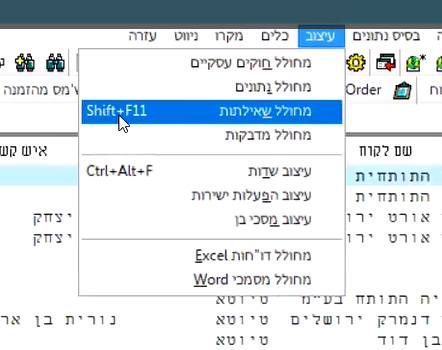 בסיס נתונים עיצוב כלים מקרו ניווט עזרה
מחולל חוקים עסקיים
מחולל נתונים
מחולל שאילתות Shift+F11
מחולל מדבקות
עיצוב שדות Ctrl+Alt+F
עיצוב הפעלות ישירות
עיצוב מסכי בן
מחולל דו"חות Excel
מחולל מסמכי Word
Order
ס'מס מהזמנה
שם לקוח
איש קש
התותחית
התותחית
אורט ירו
יצחק
אורט ירו
יצחק
יה התותח בע"מ טיוטא
דנמרק ירושלים טיוטא נורית בן אר
בן דוד טיוטא